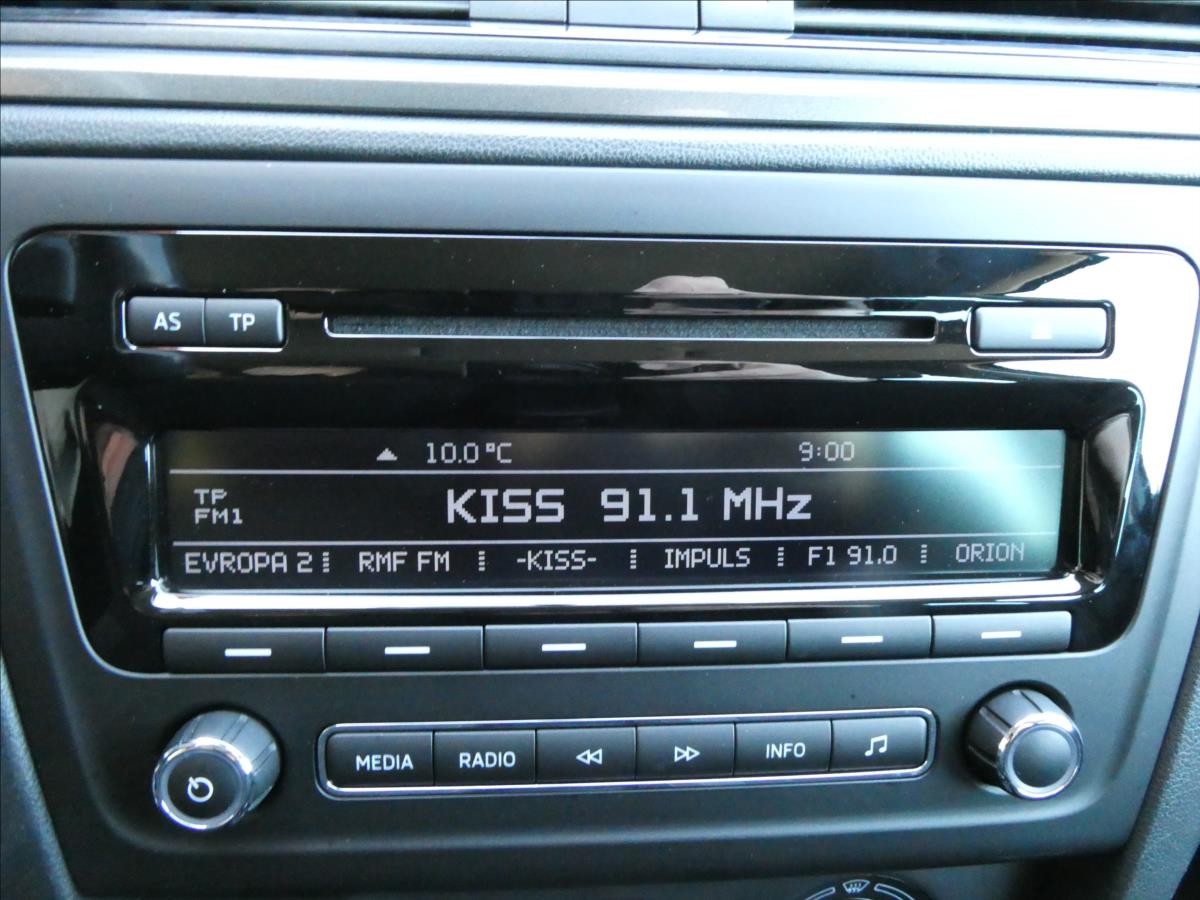 AS TP
10.0 °C 9:00
TP
FM1
KISS 91.1 MHz
EVROPA 2 RMF FM -KISS- IMPULS F1 91.0 ORION
MEDIA RADIO INFO